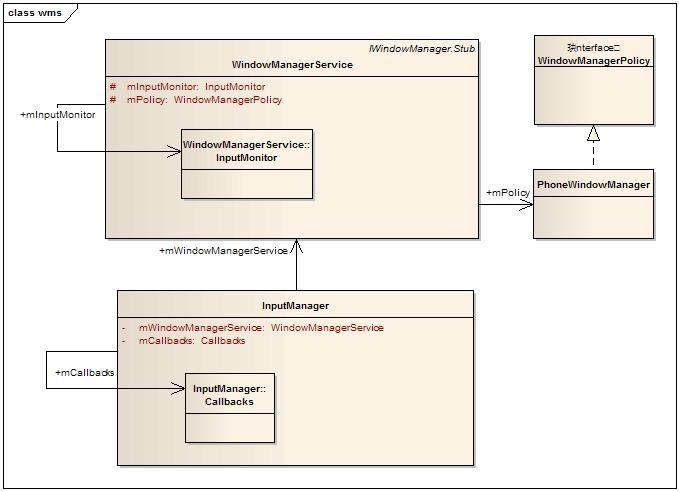 class wms
IWindowManager.Stub
WindowManagerService
# mInputMonitor: InputMonitor
# mPolicy: WindowManagerPolicy
+mInputMonitor
WindowManagerService::
InputMonitor
nterface
WindowManagerPolicy
PhoneWindowManager
+mPolicy
+mWindowManagerService
InputManager
- mWindowManagerService: WindowManagerService
- mCallbacks: Callbacks
+mCallbacks
InputManager::
Callbacks